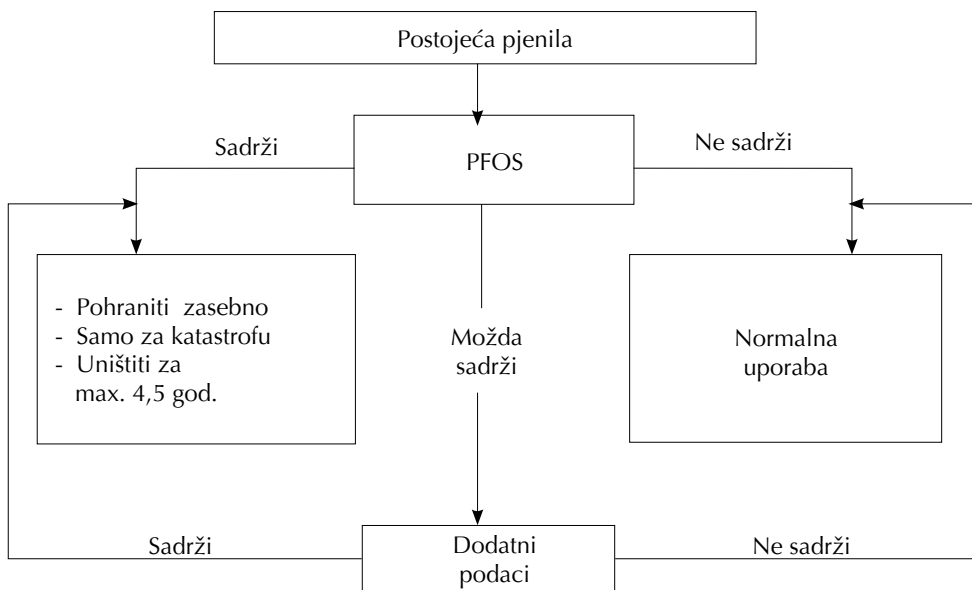 Postojeća pjenila
Sadrži
PFOS
Ne sadrži
- Pohraniti zasebno
- Samo za katastrofu
- Uništiti za
max. 4,5 god.
Možda
sadrži
Normalna
uporaba
Sadrži
Dodatni
podaci
Ne sadrži